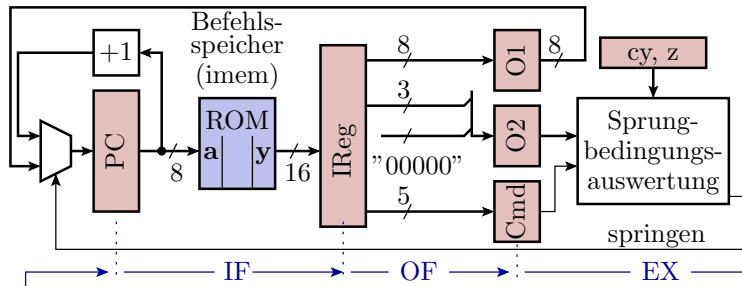 Befehls-
speicher
(imem)
+1
8
8
O1
cy, z
3
PC
ROM
a
y
IReg
O2
Sprung-
bedingungs-
auswertung
8
16
"00000"
5
Cmd
springen
IF
OF
EX